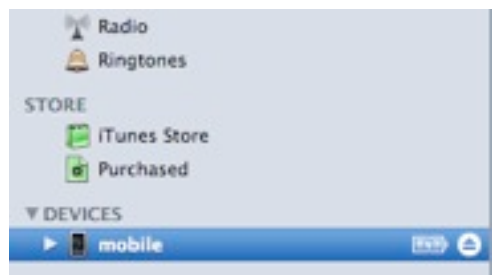 Radio
Ringtones
STORE
iTunes Store
Purchased
DEVICES
mobile